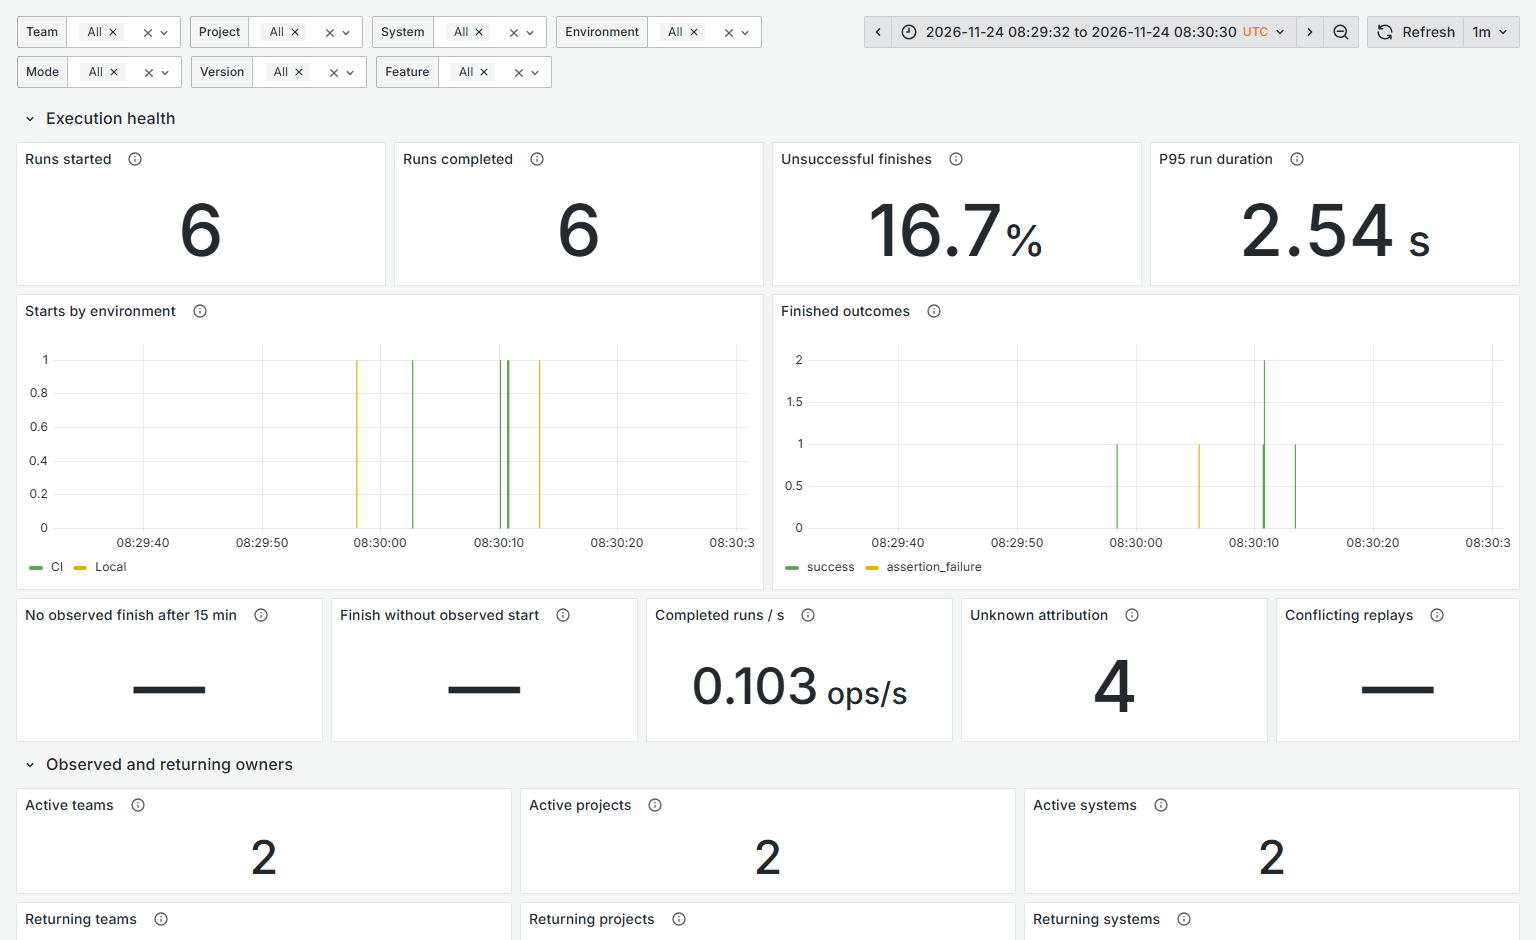 Team All Project All System All Environment All 2026-11-24 08:29:32 to 2026-11-24 08:30:30 UTC Refresh 1m
Mode All Version All Feature All
Execution health
Runs started
6
Runs completed
6
Unsuccessful finishes
16.7%
P95 run duration
2.54 s
Starts by environment
1
0.8
0.6
0.4
0.2
0
08:29:40 08:29:50 08:30:00 08:30:10 08:30:20 08:30:3
CI Local
Finished outcomes
2
1.5
1
0.5
0
08:29:40 08:29:50 08:30:00 08:30:10 08:30:20 08:30:3
success assertion_failure
No observed finish after 15 min
—
Finish without observed start
—
Completed runs / s
0.103 ops/s
Unknown attribution
4
Conflicting replays
—
Observed and returning owners
Active teams
2
Active projects
2
Active systems
2
Returning teams
Returning projects
Returning systems